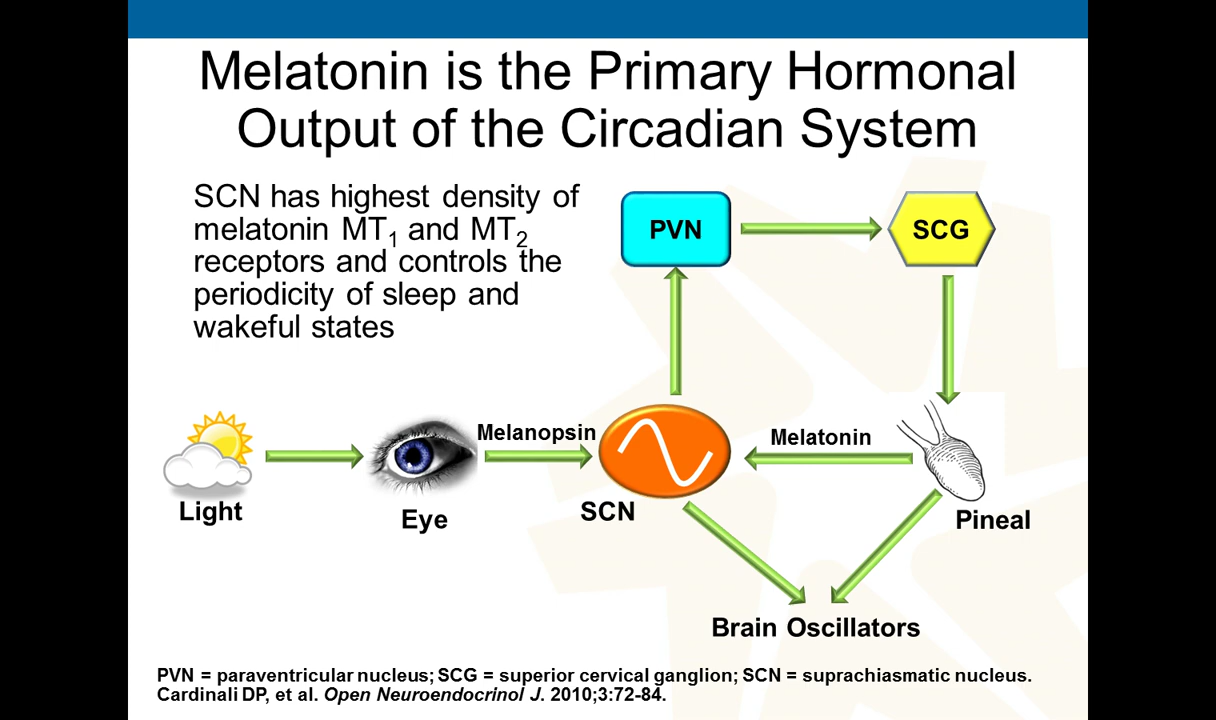 Melatonin is the Primary Hormonal
Output of the Circadian System
SCN has highest density of
melatonin MT1 and MT2
receptors and controls the
periodicity of sleep and
wakeful states
PVN
SCG
Melanopsin
Melatonin
Light
Eye
SCN
Pineal
Brain Oscillators
PVN = paraventricular nucleus; SCG = superior cervical ganglion; SCN = suprachiasmatic nucleus.
Cardinali DP, et al. Open Neuroendocrinol J. 2010;3:72-84.